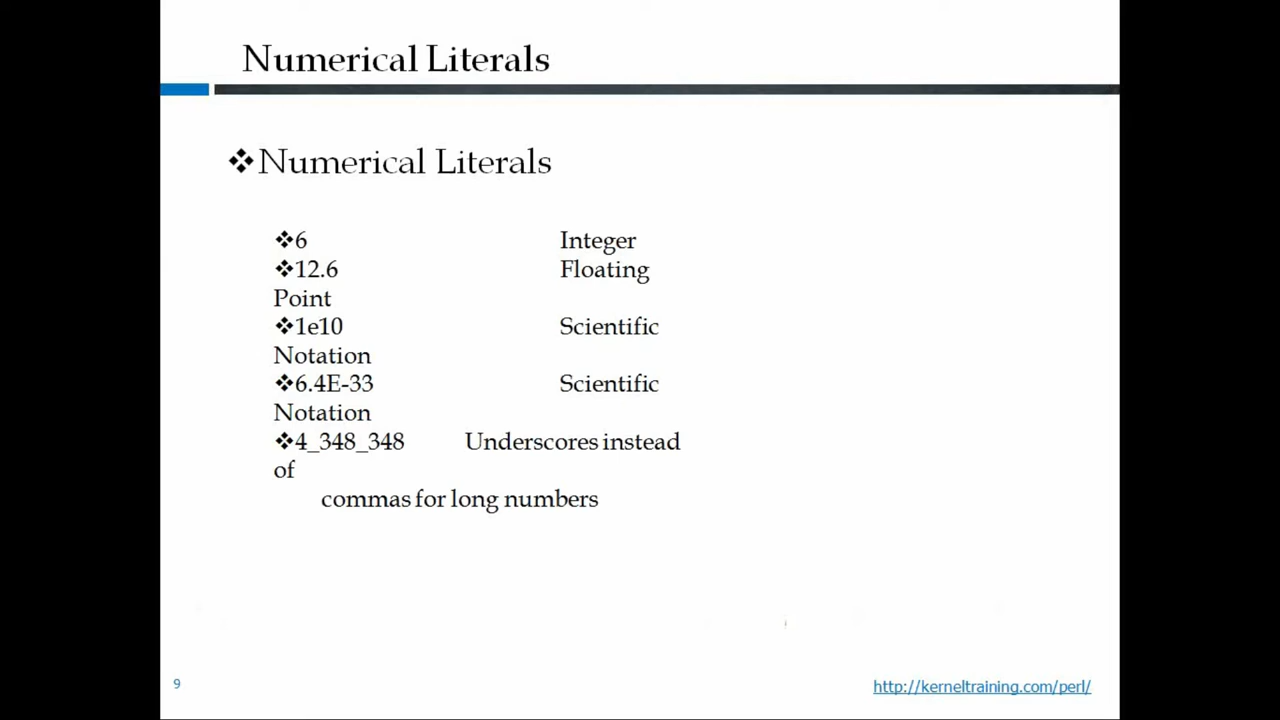 Numerical Literals
❖Numerical Literals
❖6 Integer
❖12.6 Floating
Point
❖1e10 Scientific
Notation
❖6.4E-33 Scientific
Notation
❖4_348_348 Underscores instead
of
commas for long numbers
9
http://kerneltraining.com/perl/